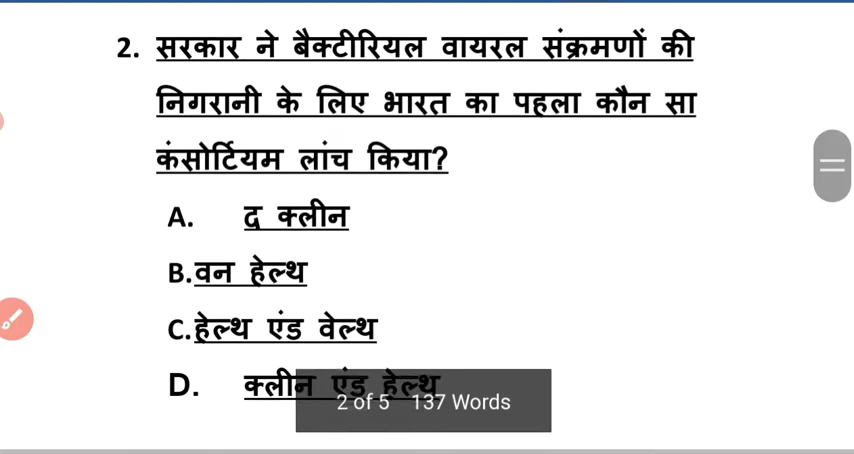 2. सरकार ने बैक्टीरियल वायरल संक्रमणों की
निगरानी के लिए भारत का पहला कौन सा
कंसोर्टियम लांच किया?
A. द क्लीन
B. वन हेल्थ
C. हेल्थ एंड वेल्थ
D. क्लीन एंड हेल्थ
2 of 5 137 Words